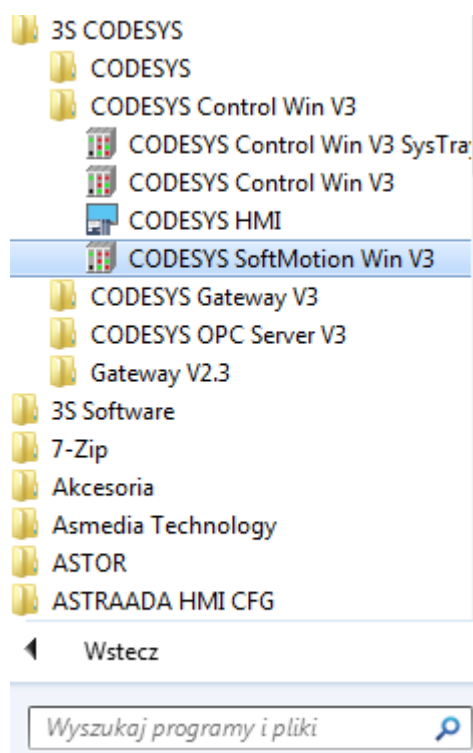 3S CODESYS
CODESYS
CODESYS Control Win V3
CODESYS Control Win V3 SysTra
CODESYS Control Win V3
CODESYS HMI
CODESYS SoftMotion Win V3
CODESYS Gateway V3
CODESYS OPC Server V3
Gateway V2.3
3S Software
7-Zip
Akcesoria
Asmedia Technology
ASTOR
ASTRAADA HMI CFG
Wstecz
Wyszukaj programy i pliki